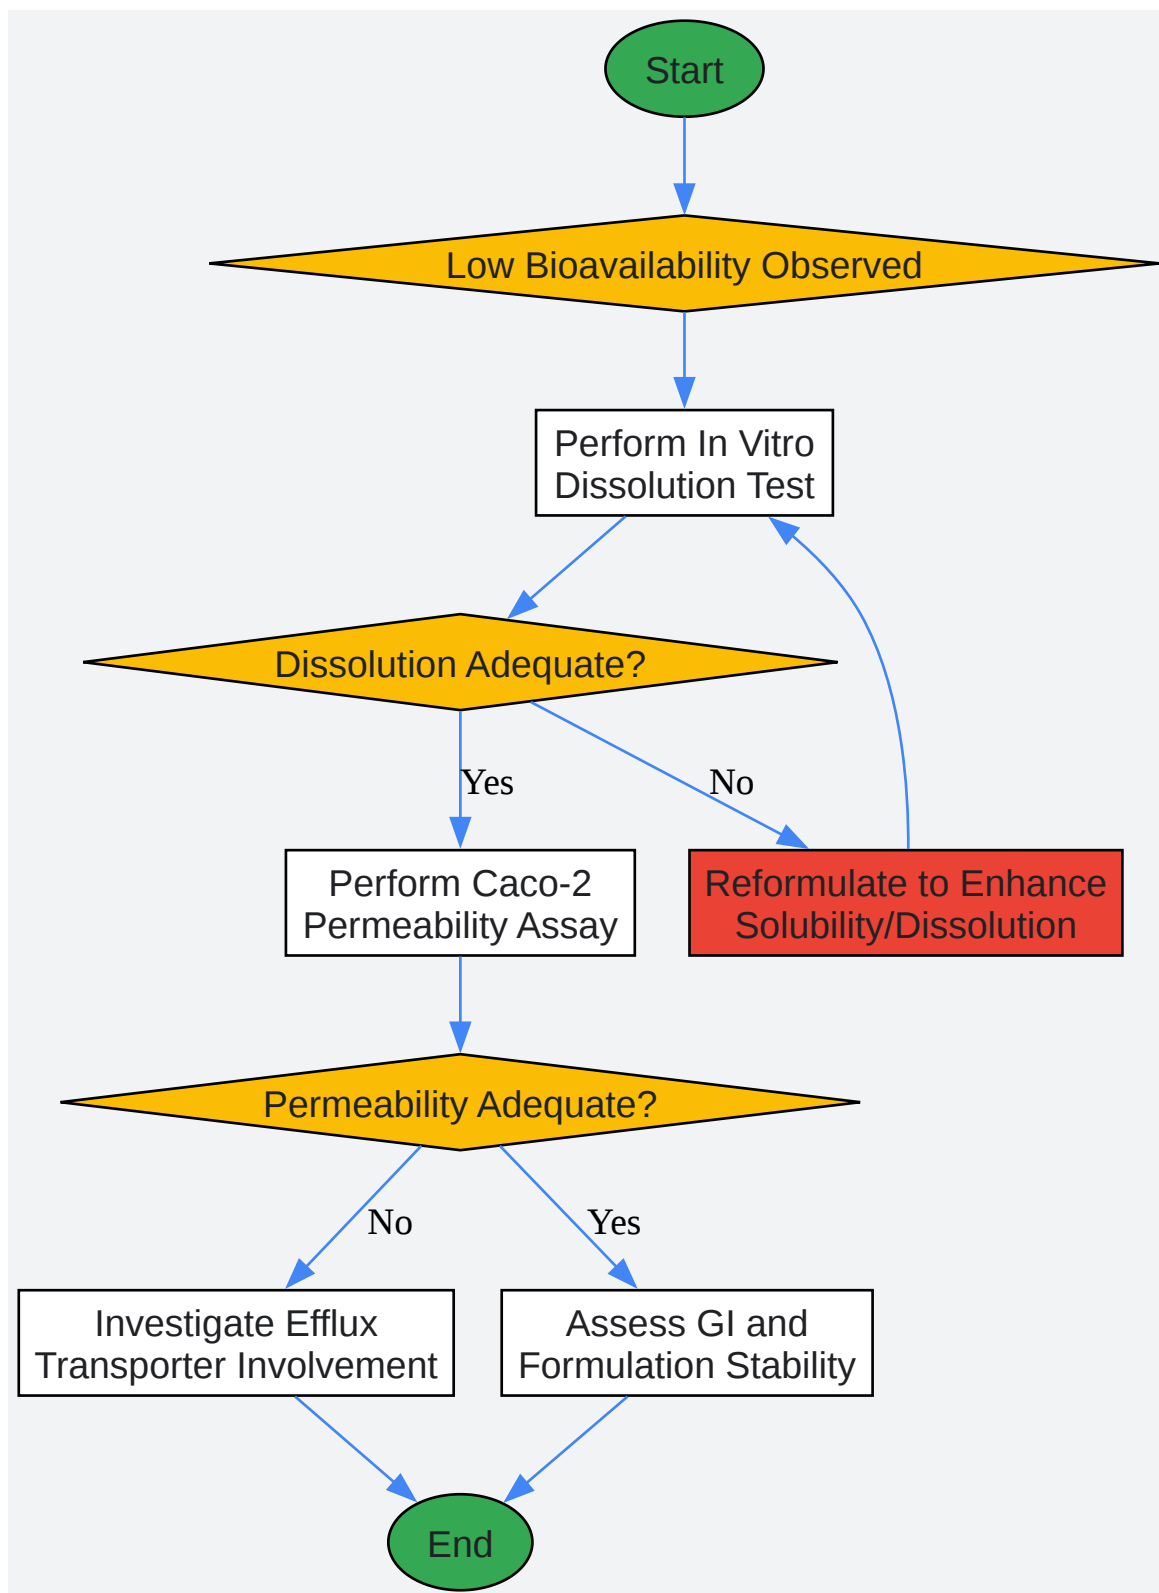 Start
Low Bioavailability Observed
Perform In Vitro
Dissolution Test
Dissolution Adequate?
Yes
No
Perform Caco-2
Permeability Assay
Reformulate to Enhance
Solubility/Dissolution
Permeability Adequate?
No
Yes
Investigate Efflux
Transporter Involvement
Assess GI and
Formulation Stability
End